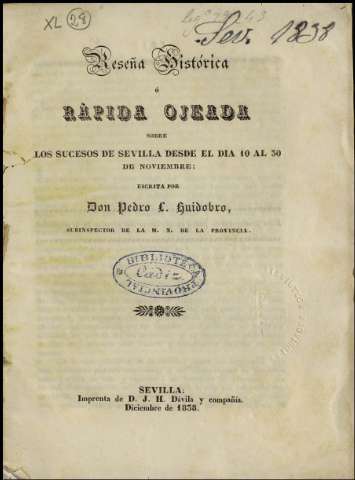 XL (29)
Sev. 1838
Reseña Histórica
ó
RÁPIDA OJEADA
SOBRE
LOS SUCESOS DE SEVILLA DESDE EL DIA 10 AL 30
DE NOVIEMBRE:
ESCRITA POR
Don Pedro L. Huidobro,
SUBINSPECTOR DE LA M. N. DE LA PROVINCIA.
BIBLIOTECA
Cadiz
PROVINCIAL
SEVILLA:
Imprenta de D. J. H. Dávila y compañía.
Diciembre de 1838.